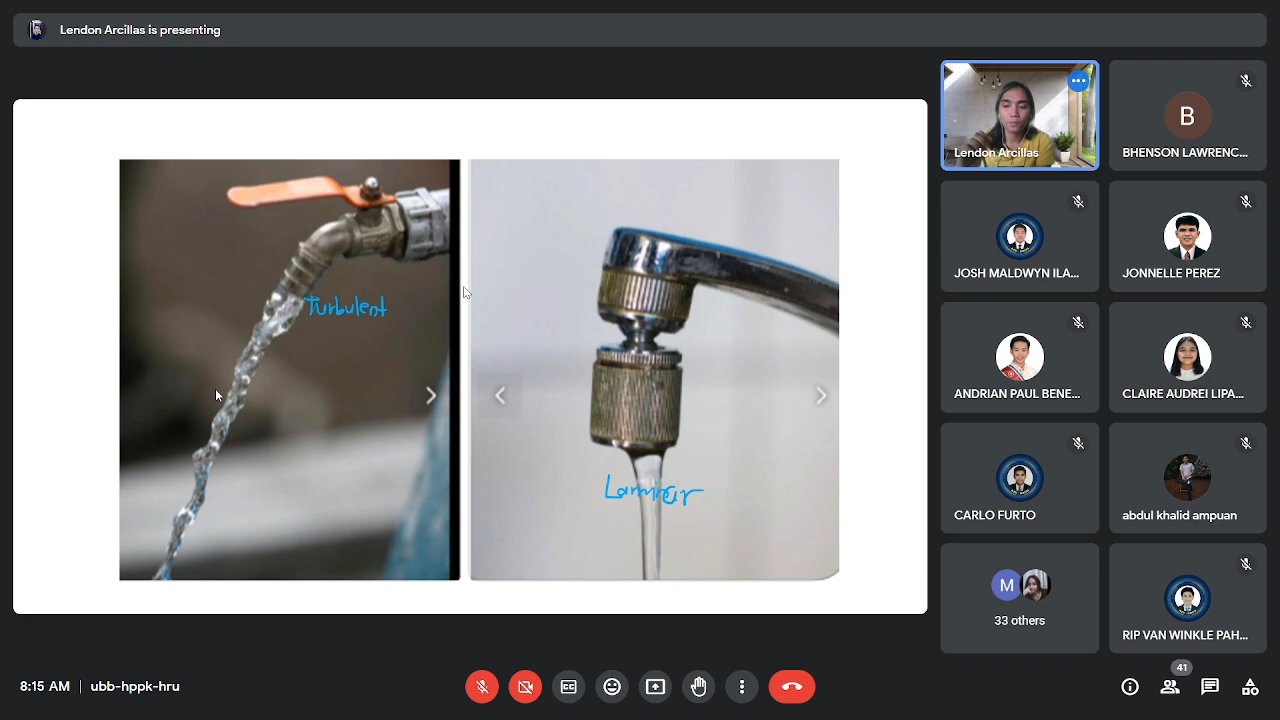 Lendon Arcillas is presenting
Turbulent
Laminar
Lendon Arcillas
BHENSON LAWRENC...
JOSH MALDWYN ILA...
JONNELLE PEREZ
ANDRIAN PAUL BENE...
CLAIRE AUDREI LIPA...
CARLO FURTO
abdul khalid ampuan
33 others
RIP VAN WINKLE PAH...
B
M
8:15 AM | ubb-hppk-hru
41